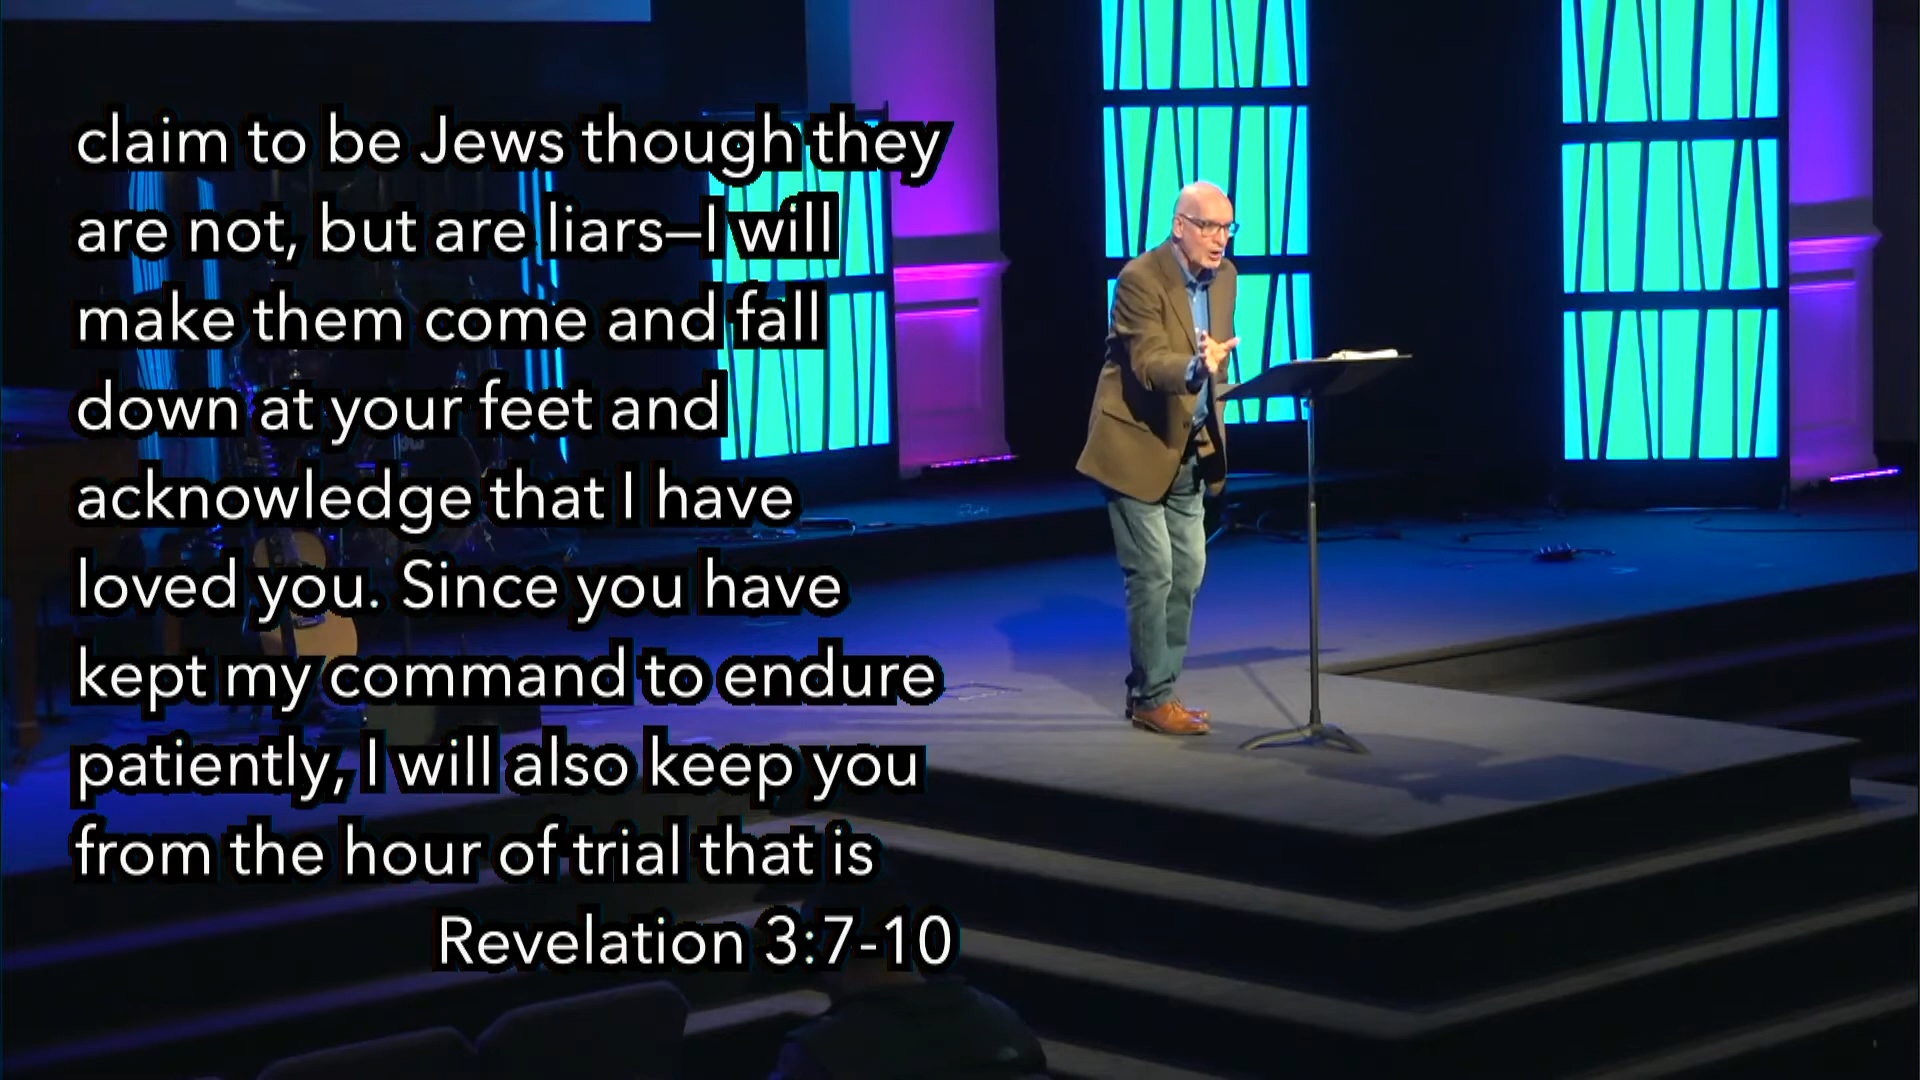 claim to be Jews though they
are not, but are liars—I will
make them come and fall
down at your feet and
acknowledge that I have
loved you. Since you have
kept my command to endure
patiently, I will also keep you
from the hour of trial that is
Revelation 3:7-10